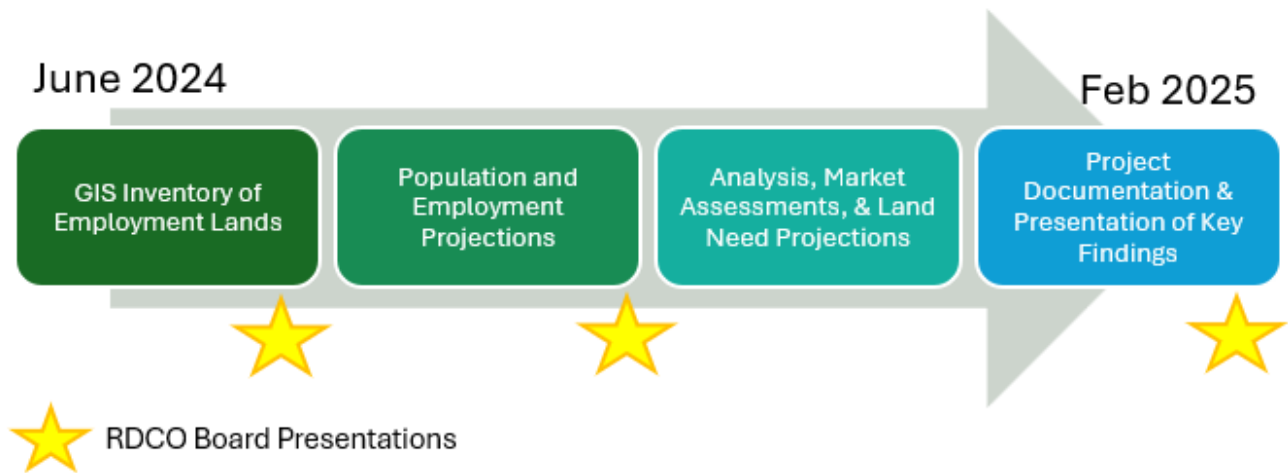 June 2024
Feb 2025
GIS Inventory of
Employment Lands
Population and
Employment
Projections
Analysis, Market
Assessments, & Land
Need Projections
Project
Documentation &
Presentation of Key
Findings
RDCO Board Presentations